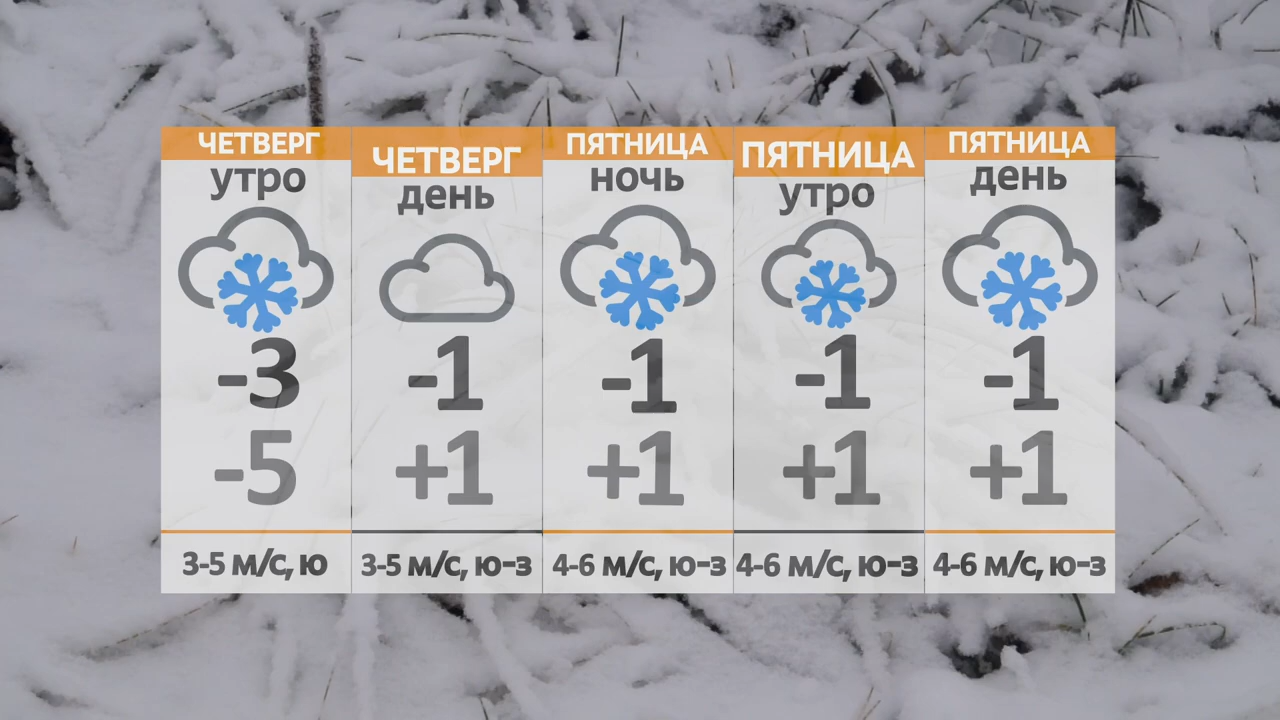 ЧЕТВЕРГ
утро
-3
-5
3-5 м/с, ю
ЧЕТВЕРГ
день
-1
+1
3-5 м/с, ю-з
ПЯТНИЦА
ночь
-1
+1
4-6 м/с, ю-з
ПЯТНИЦА
утро
-1
+1
4-6 м/с, ю-з
ПЯТНИЦА
день
-1
+1
4-6 м/с, ю-з